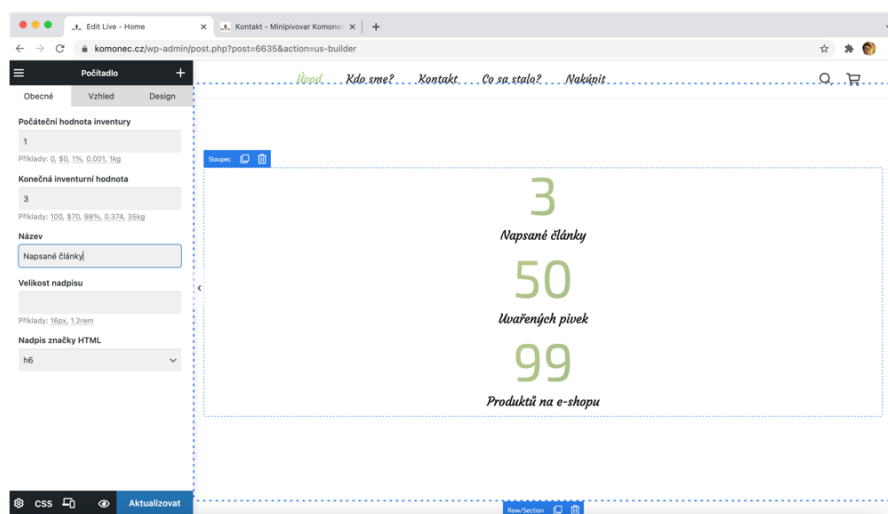 Edit Live - Home
Kontakt - Minipivovar Komone
komonec.cz/wp-admin/post.php?post=6635&action=us-builder
Počítadlo
Obecné Vzhled Design
Počáteční hodnota inventury
1
Příklady: 0, $0, 1%, 0.001, 1kg
Konečná inventurní hodnota
3
Příklady: 100, $70, 98%, 0.374, 35kg
Název
Napsané články
Velikost nadpisu
Příklady: 16px, 1.2rem
Nadpis značky HTML
h6
CSS
Aktualizovat
Úvod Kdo sme? Kontakt Co sa stalo? Nakúpit
Sloupec
3
Napsané články
50
Uvařených pivek
99
Produktů na e-shopu
Row/Section